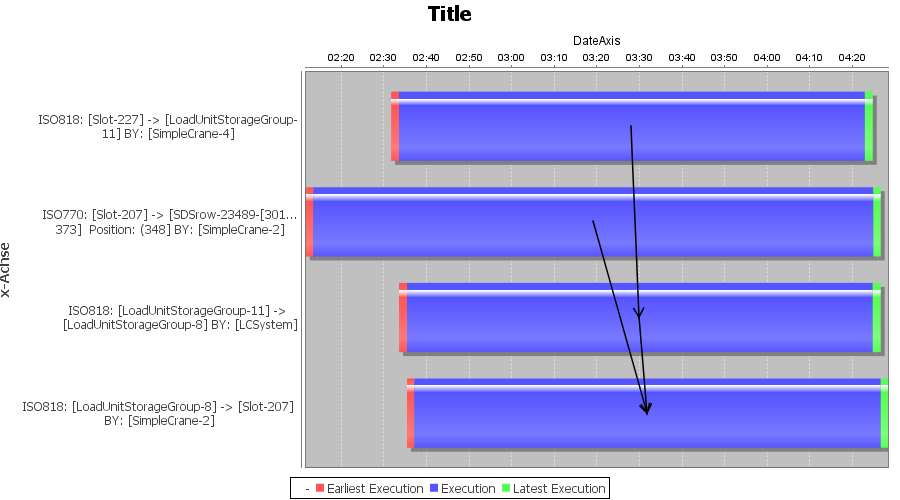 Title
DateAxis
02:20 02:30 02:40 02:50 03:00 03:10 03:20 03:30 03:40 03:50 04:00 04:10 04:20
ISO818: [Slot-227] -> [LoadUnitStorageGroup-
11] BY: [SimpleCrane-4]
ISO770: [Slot-207] -> [SDSrow-23489-[301...
373] Position: (348] BY: [SimpleCrane-2]
x-Achse
ISO818: [LoadUnitStorageGroup-11] ->
[LoadUnitStorageGroup-8] BY: [LCSystem]
ISO818: [LoadUnitStorageGroup-8] -> [Slot-207]
BY: [SimpleCrane-2]
- Earliest Execution Execution Latest Execution